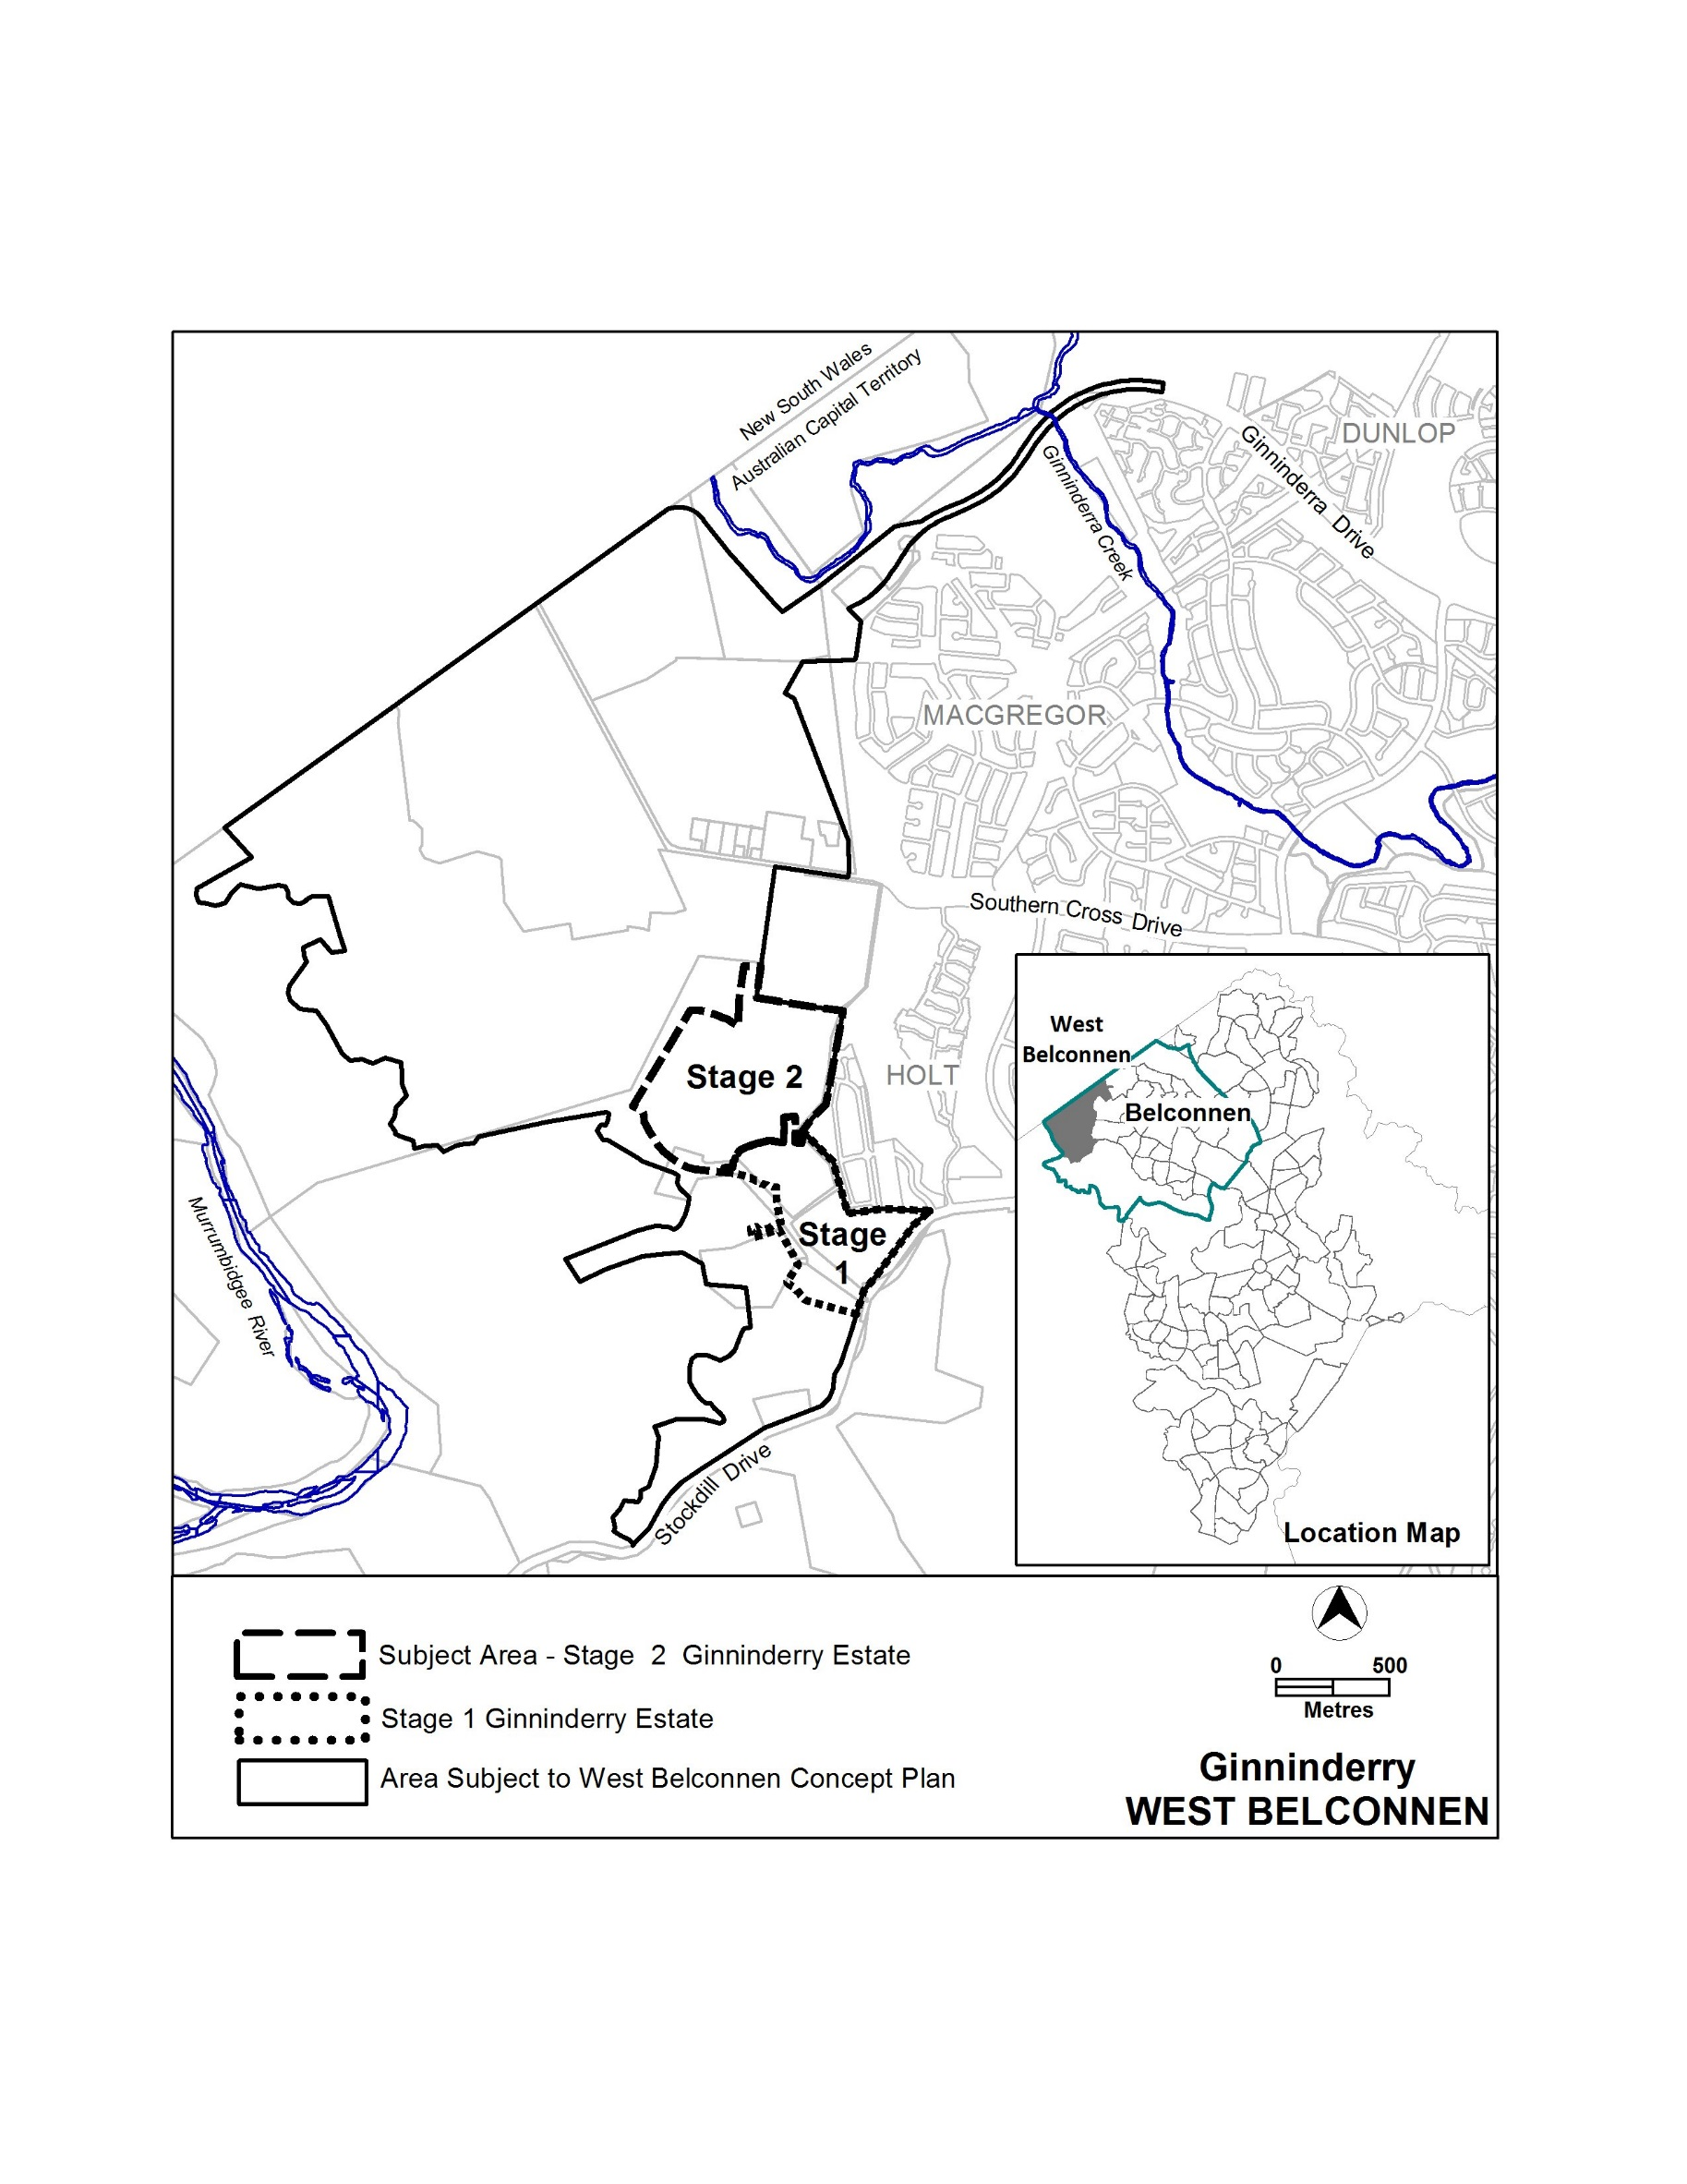 New South Wales
Australian Capital Territory
DUNLOP
Ginninderra Drive
Ginninderra Creek
MACGREGOR
Southern Cross Drive
HOLT
Stage 2
Stage
1
Murrumbidgee River
Stockdill Drive
West
Belconnen
Belconnen
Location Map
Subject Area - Stage 2 Ginninderry Estate
Stage 1 Ginninderry Estate
Area Subject to West Belconnen Concept Plan
0 500
Metres
Ginninderry
WEST BELCONNEN